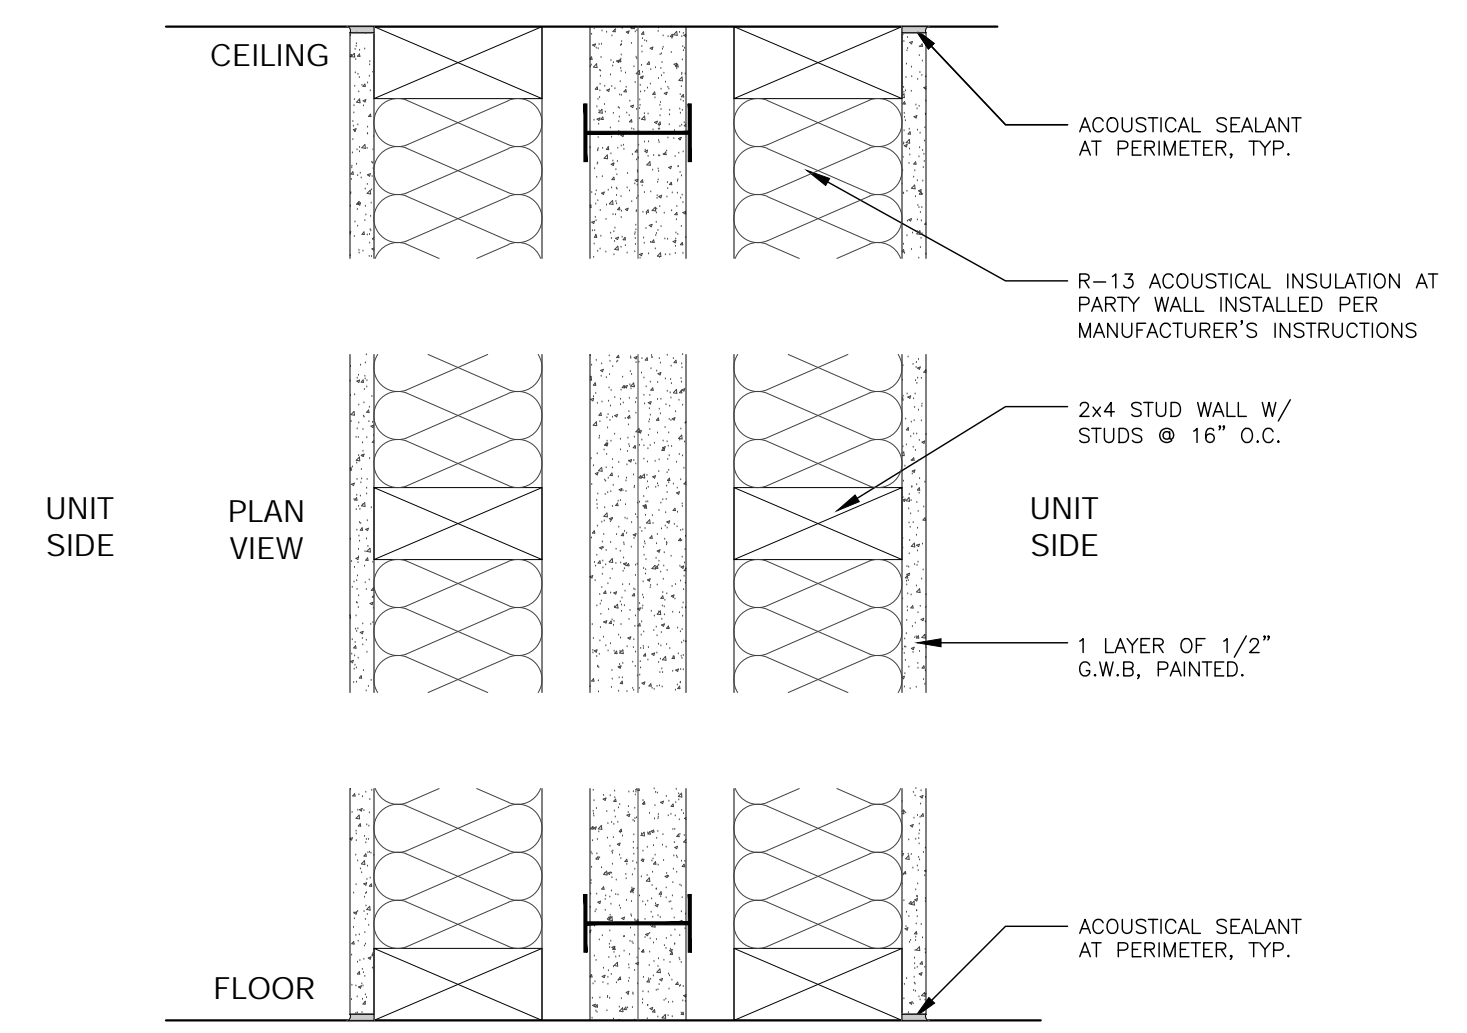 CEILING
ACOUSTICAL SEALANT
AT PERIMETER, TYP.
R-13 ACOUSTICAL INSULATION AT
PARTY WALL INSTALLED PER
MANUFACTURER'S INSTRUCTIONS
2x4 STUD WALL W/
STUDS @ 16" O.C.
UNIT
SIDE
PLAN
VIEW
UNIT
SIDE
1 LAYER OF 1/2"
G.W.B, PAINTED.
ACOUSTICAL SEALANT
AT PERIMETER, TYP.
FLOOR